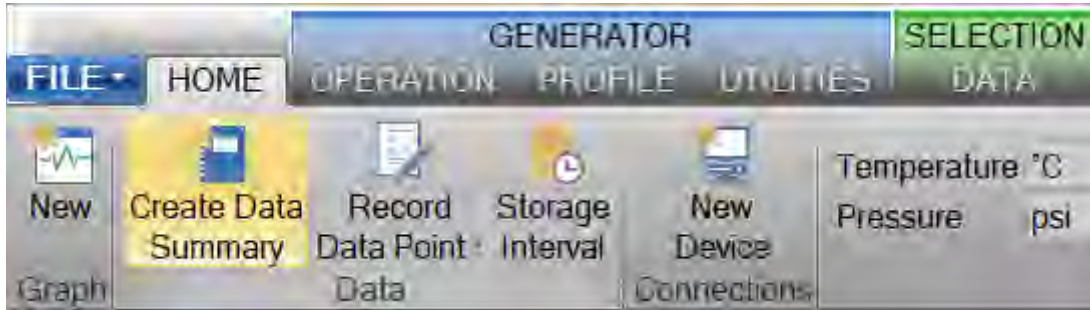 GENERATOR SELECTION
FILE HOME OPERATION PROFILE UTILITIES DATA
New Create Data Summary Record Data Point Storage Interval New Device Temperature °C
Pressure psi
Graph Data Connections